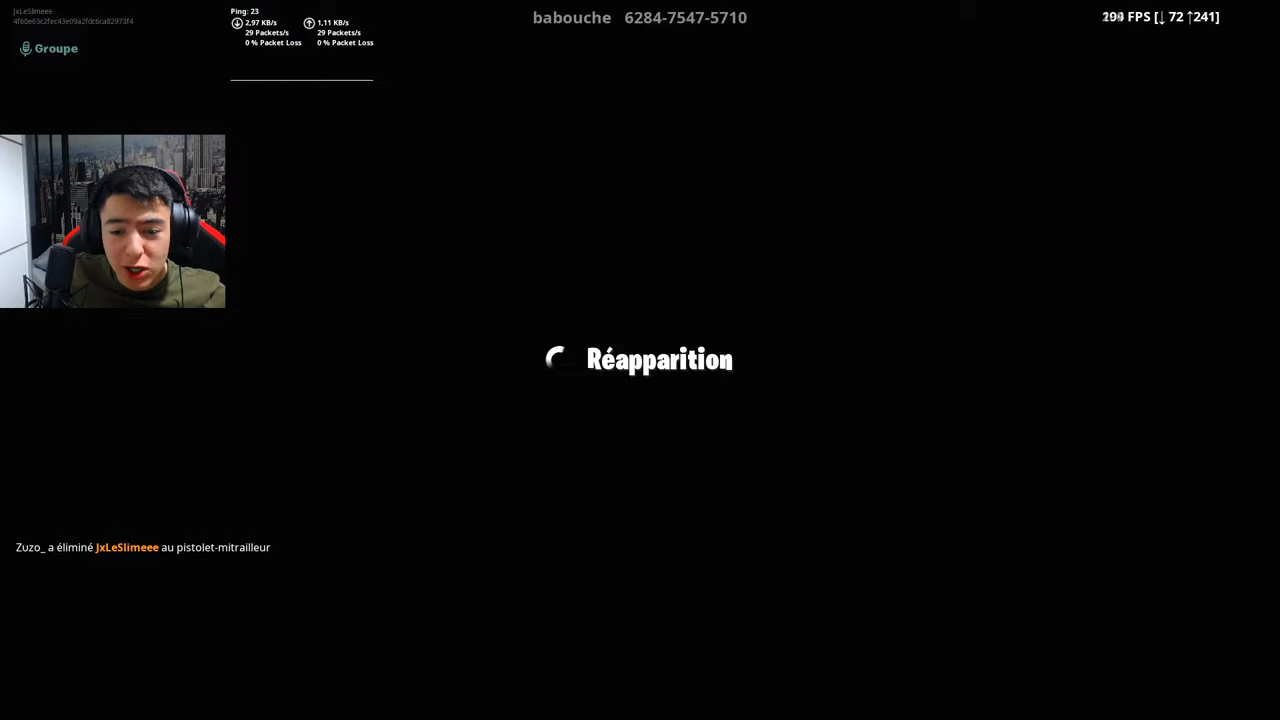 JxLeSlimeee
4f60e63c2fec43e09a2fdc6ca82973f4
Groupe
Ping: 23
2,97 KB/s
29 Packets/s
0 % Packet Loss
1,11 KB/s
29 Packets/s
0 % Packet Loss
babouche 6284-7547-5710
FPS [↓ 72 ↑241]
Réapparition
Zuzo_ a éliminé JxLeSlimeee au pistolet-mitrailleur